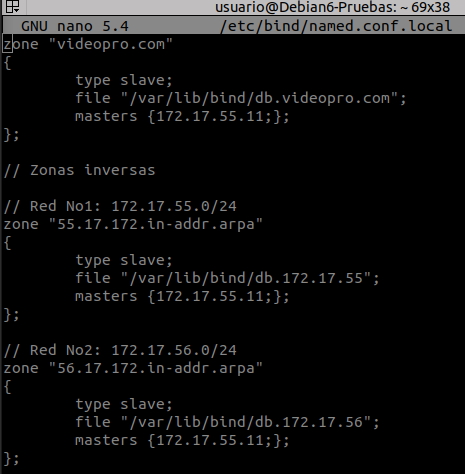 usuario@Debian6-Pruebas: ~ 69x38
GNU nano 5.4 /etc/bind/named.conf.local
zone "videopro.com"
{
type slave;
file "/var/lib/bind/db.videopro.com";
masters {172.17.55.11;};
};
// Zonas inversas
// Red No1: 172.17.55.0/24
zone "55.17.172.in-addr.arpa"
{
type slave;
file "/var/lib/bind/db.172.17.55";
masters {172.17.55.11;};
};
// Red No2: 172.17.56.0/24
zone "56.17.172.in-addr.arpa"
{
type slave;
file "/var/lib/bind/db.172.17.56";
masters {172.17.55.11;};
};